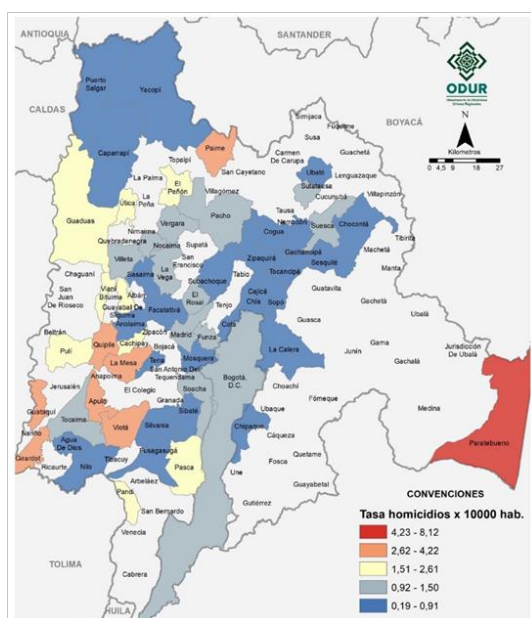 ANTIOQUIA
SANTANDER
CALDAS
BOYACÁ
ODUR
Kilometros
0 4,5 9 18 27
Puerto
Salgar
Yacopí
Simijaca
Fúquene
Susa
Guachetá
Carmen
De Carupa
Caparrapí
Topaipí
Paime
San Cayetano
Ubaté
Lenguazaque
La Palma
Sutatausa
Cucunubá
Villapinzón
El
Peñón
Villagómez
Útica
La
Peña
Tausa
Nemocón
Guaduas
Pacho
Suesca
Chocontá
Nimaima
Vergara
Cogua
Tibirita
Quebradanegra
Supatá
Gachancipá
Machetá
Nocaima
Zipaquirá
Villeta
San
Francisco
Sesquilé
Manta
Chaguaní
La
Vega
Tabio
Tocancipá
Sasaima
Subachoque
Guatavita
San
Juan
De Rioseco
Vianí
Albán
El
Rosal
Cajicá
Chía
Sopó
Gachetá
Ubalá
Bituima
Guayabal De
Síquima
Facatativá
Tenjo
Guasca
Beltrán
Anolaima
Zipacón
Madrid
Cota
Jurisdicción
De Ubalá
Pulí
Quipile
Cachipay
Funza
Junín
Gama
Bojacá
La Calera
Gachalá
La Mesa
Tena
Mosquera
San Antonio Del
Tequendama
Bogotá,
D.C.
Jerusalén
Anapoima
Choachí
El Colegio
Soacha
Fómeque
Medina
Guataquí
Apulo
Granada
Ubaque
Paratebueno
Nariño
Tocaima
Viotá
Silvania
Sibaté
Chipaque
Cáqueza
Agua
De Dios
Quetame
Girardot
Fusagasugá
Fosca
Ricaurte
Nilo
Tibacuy
Pasca
Une
Guayabetal
Arbeláez
Pandi
San Bernardo
Gutiérrez
Venecia
Cabrera
TOLIMA
HUILA
CONVENCIONES
Tasa homicidios x 10000 hab.
4,23 - 8,12
2,62 - 4,22
1,51 - 2,61
0,92 - 1,50
0,19 - 0,91